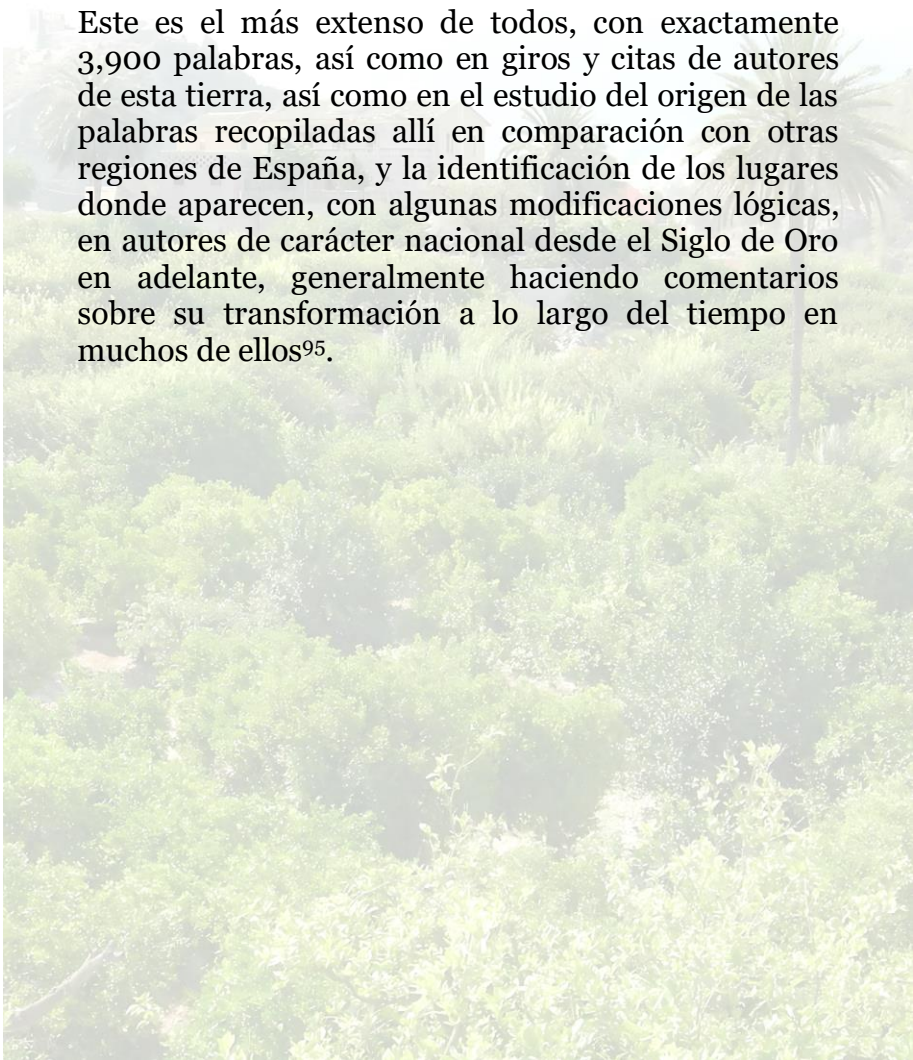 Este es el más extenso de todos, con exactamente
3,900 palabras, así como en giros y citas de autores
de esta tierra, así como en el estudio del origen de las
palabras recopiladas allí en comparación con otras
regiones de España, y la identificación de los lugares
donde aparecen, con algunas modificaciones lógicas,
en autores de carácter nacional desde el Siglo de Oro
en adelante, generalmente haciendo comentarios
sobre su transformación a lo largo del tiempo en
muchos de ellos95.